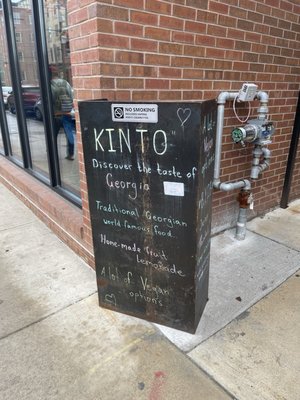 NO SMOKING
KINTO"
Discover the taste of
Georgia
Traditional Georgian
world famous food
Home-made fruit
Lemonade
A lot of Vegan
option's